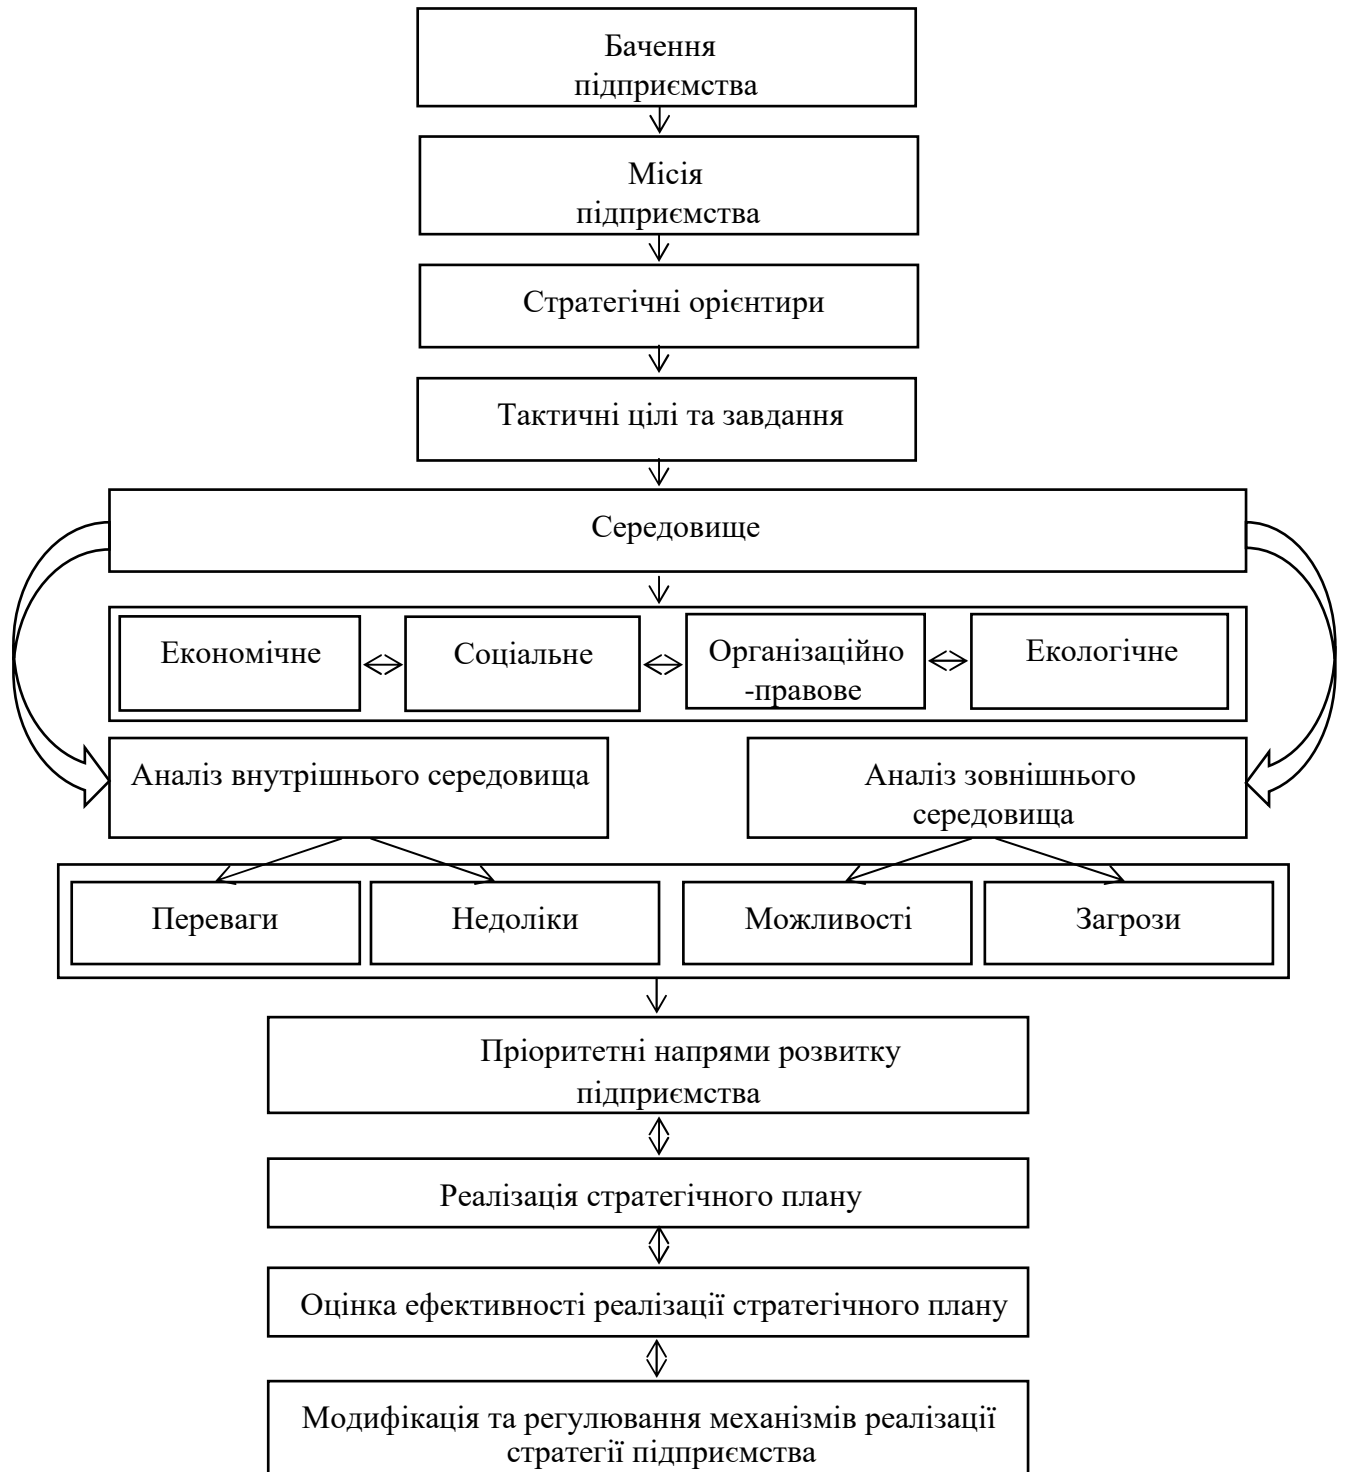 Бачення
підприємства
Місія
підприємства
Стратегічні орієнтири
Тактичні цілі та завдання
Середовище
Економічне
Соціальне
Організаційно
-правове
Екологічне
Аналіз внутрішнього середовища
Аналіз зовнішнього
середовища
Переваги
Недоліки
Можливості
Загрози
Пріоритетні напрями розвитку
підприємства
Реалізація стратегічного плану
Оцінка ефективності реалізації стратегічного плану
Модифікація та регулювання механізмів реалізації
стратегії підприємства